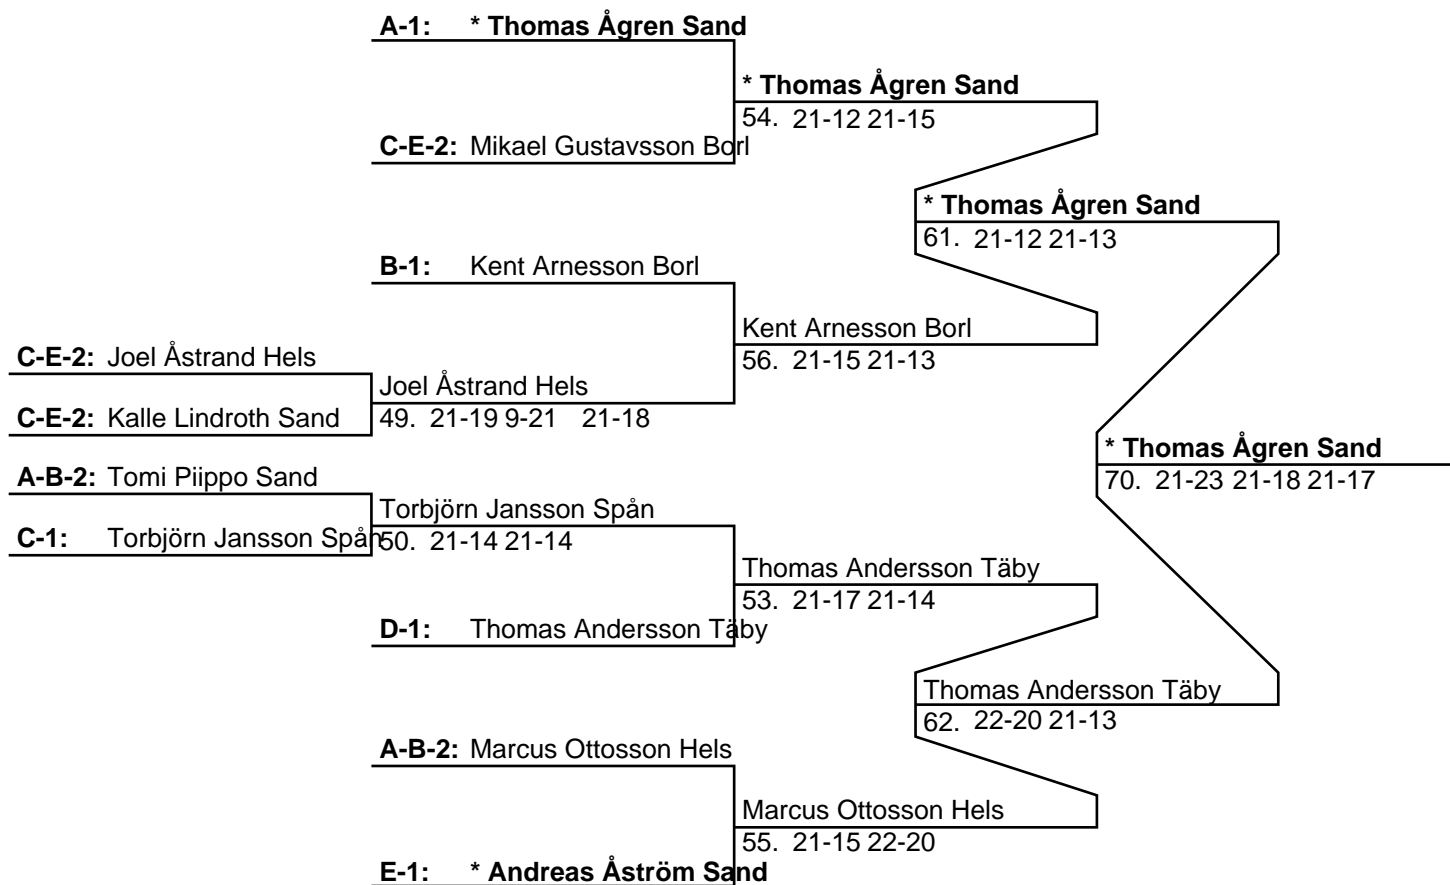 A-1: * Thomas Ågren Sand
* Thomas Ågren Sand
54. 21-12 21-15
C-E-2: Mikael Gustavsson Borl
* Thomas Ågren Sand
61. 21-12 21-13
B-1: Kent Arnesson Borl
Kent Arnesson Borl
56. 21-15 21-13
C-E-2: Joel Åstrand Hels
Joel Åstrand Hels
49. 21-19 9-21 21-18
C-E-2: Kalle Lindroth Sand
* Thomas Ågren Sand
70. 21-23 21-18 21-17
A-B-2: Tomi Piippo Sand
Torbjörn Jansson Spån
50. 21-14 21-14
C-1: Torbjörn Jansson Spån
Thomas Andersson Täby
53. 21-17 21-14
D-1: Thomas Andersson Täby
Thomas Andersson Täby
62. 22-20 21-13
A-B-2: Marcus Ottosson Hels
Marcus Ottosson Hels
55. 21-15 22-20
E-1: * Andreas Åström Sand